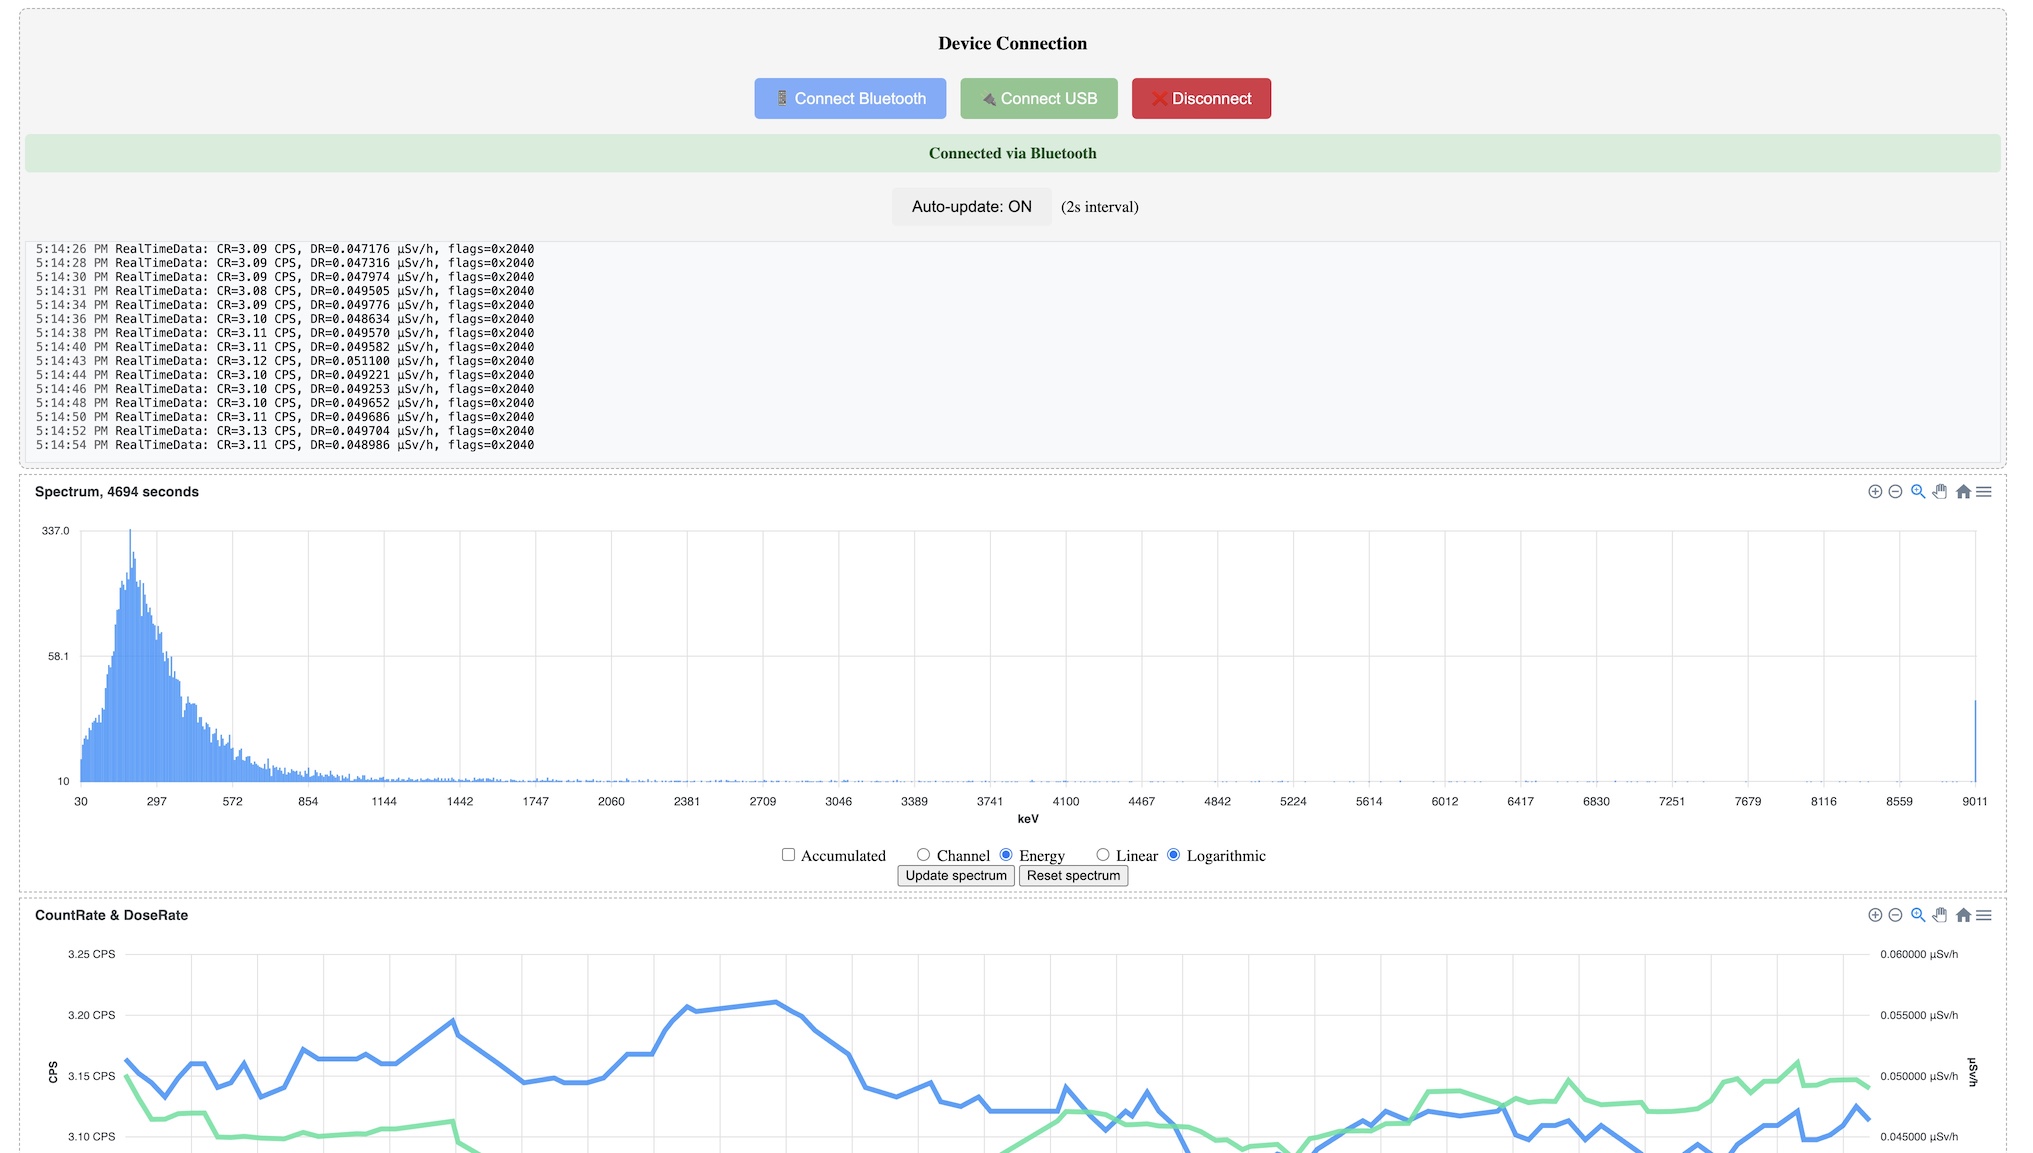 Device Connection
Connect Bluetooth Connect USB Disconnect
Connected via Bluetooth
Auto-update: ON (2s interval)
5:14:26 PM RealTimeData: CR=3.09 CPS, DR=0.047176 μSv/h, flags=0x2040
5:14:28 PM RealTimeData: CR=3.09 CPS, DR=0.047316 μSv/h, flags=0x2040
5:14:30 PM RealTimeData: CR=3.09 CPS, DR=0.047974 μSv/h, flags=0x2040
5:14:31 PM RealTimeData: CR=3.08 CPS, DR=0.049505 μSv/h, flags=0x2040
5:14:34 PM RealTimeData: CR=3.09 CPS, DR=0.049776 μSv/h, flags=0x2040
5:14:36 PM RealTimeData: CR=3.10 CPS, DR=0.048634 μSv/h, flags=0x2040
5:14:38 PM RealTimeData: CR=3.11 CPS, DR=0.049570 μSv/h, flags=0x2040
5:14:40 PM RealTimeData: CR=3.11 CPS, DR=0.049582 μSv/h, flags=0x2040
5:14:43 PM RealTimeData: CR=3.12 CPS, DR=0.051100 μSv/h, flags=0x2040
5:14:44 PM RealTimeData: CR=3.10 CPS, DR=0.049221 μSv/h, flags=0x2040
5:14:46 PM RealTimeData: CR=3.10 CPS, DR=0.049253 μSv/h, flags=0x2040
5:14:48 PM RealTimeData: CR=3.10 CPS, DR=0.049652 μSv/h, flags=0x2040
5:14:50 PM RealTimeData: CR=3.11 CPS, DR=0.049686 μSv/h, flags=0x2040
5:14:52 PM RealTimeData: CR=3.13 CPS, DR=0.049704 μSv/h, flags=0x2040
5:14:54 PM RealTimeData: CR=3.11 CPS, DR=0.048986 μSv/h, flags=0x2040
Spectrum, 4694 seconds
337.0
58.1
10
30 297 572 854 1144 1442 1747 2060 2381 2709 3046 3389 3741 4100 4467 4842 5224 5614 6012 6417 6830 7251 7679 8116 8559 9011
keV
Accumulated Channel Energy Linear Logarithmic
Update spectrum Reset spectrum
CountRate & DoseRate
3.25 CPS 0.060000 μSv/h
3.20 CPS 0.055000 μSv/h
CPS 3.15 CPS 0.050000 μSv/h μSv/h
3.10 CPS 0.045000 μSv/h